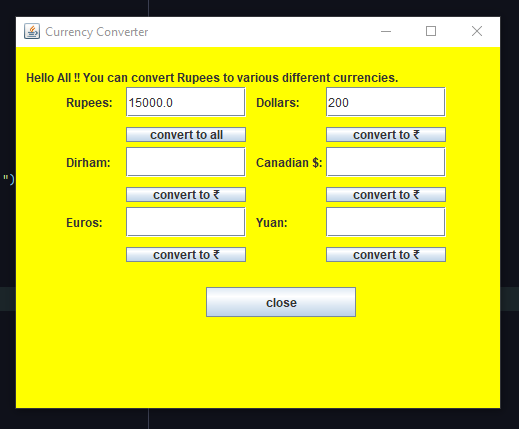 Currency Converter
Hello All !! You can convert Rupees to various different currencies.
Rupees: 15000.0 Dollars: 200
convert to all convert to ₹
")
Dirham: Canadian $:
convert to ₹ convert to ₹
Euros: Yuan:
convert to ₹ convert to ₹
close